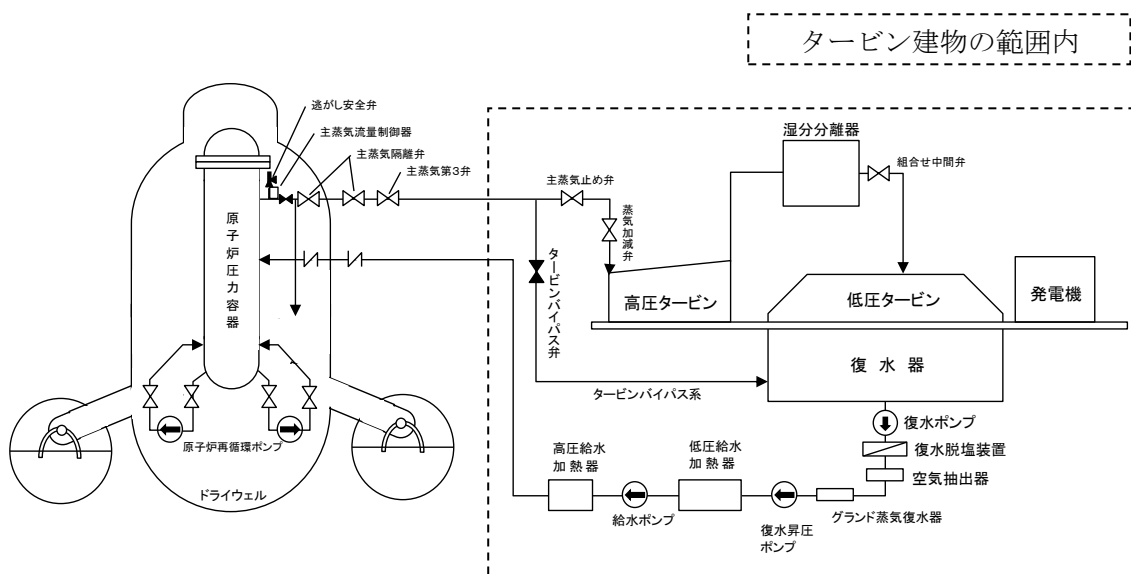 タービン建物の範囲内
逃がし安全弁
主蒸気流量制御器
主蒸気隔離弁
主蒸気第3弁
原子炉圧力容器
原子炉再循環ポンプ
ドライウェル
湿分分離器
組合せ中間弁
主蒸気止め弁
蒸気加減弁
タービンバイパス弁
高圧タービン
低圧タービン
発電機
復水器
タービンバイパス系
復水ポンプ
復水脱塩装置
空気抽出器
グランド蒸気復水器
復水昇圧
ポンプ
低圧給水
加熱器
給水ポンプ
高圧給水
加熱器